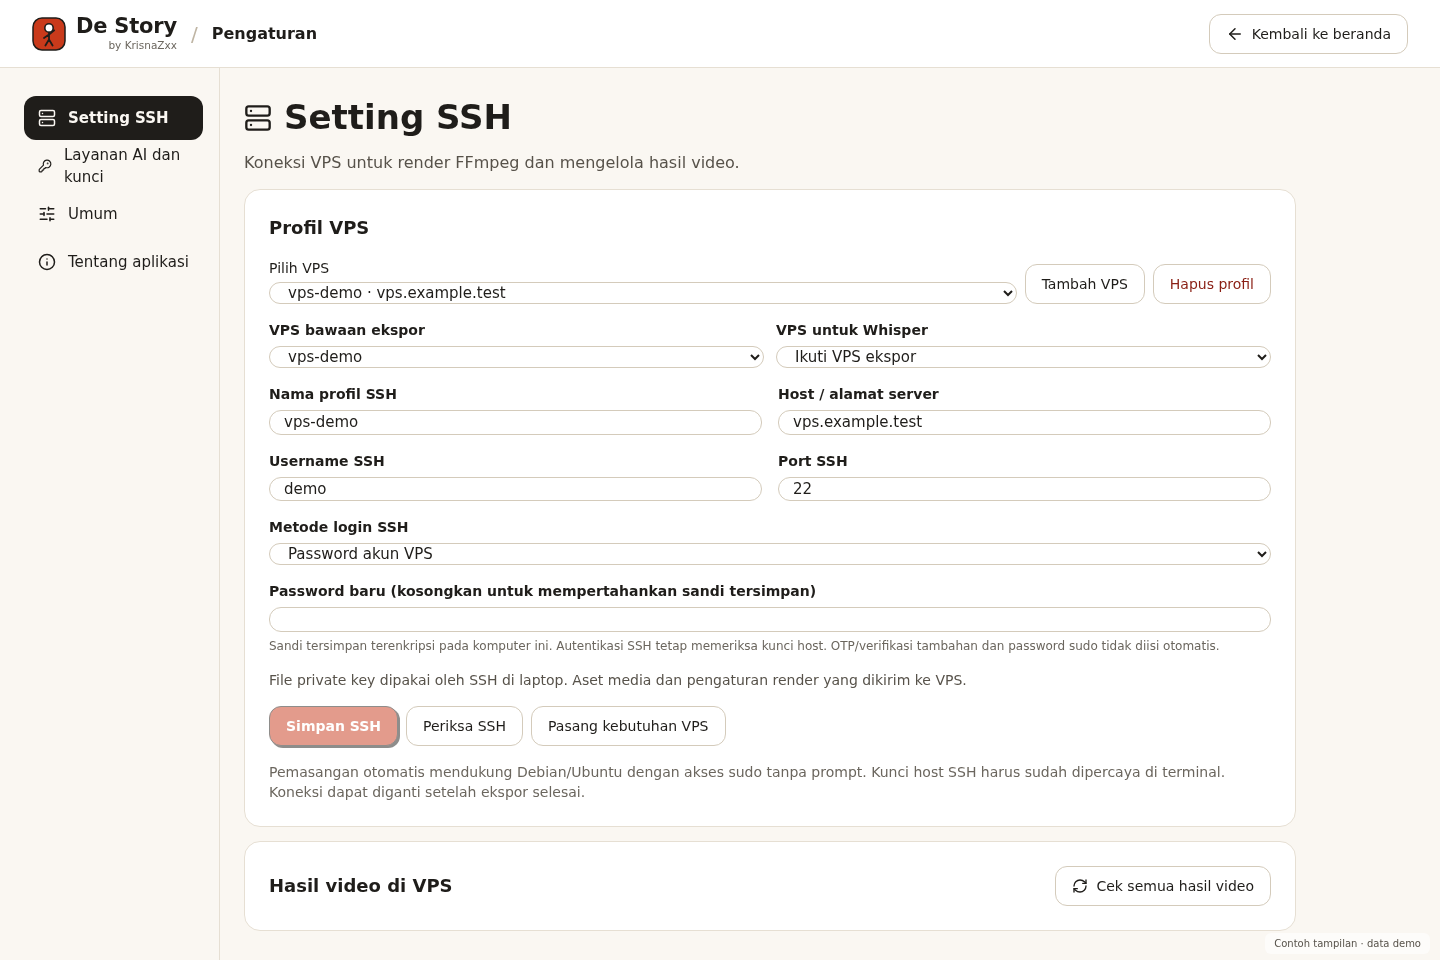 De Story
by KrisnaZxx
/
Pengaturan
Kembali ke beranda
Setting SSH
Layanan AI dan
kunci
Umum
Tentang aplikasi
Setting SSH
Koneksi VPS untuk render FFmpeg dan mengelola hasil video.
Profil VPS
Pilih VPS
vps-demo · vps.example.test
Tambah VPS
Hapus profil
VPS bawaan ekspor
VPS untuk Whisper
vps-demo
Ikuti VPS ekspor
Nama profil SSH
Host / alamat server
vps-demo
vps.example.test
Username SSH
Port SSH
demo
22
Metode login SSH
Password akun VPS
Password baru (kosongkan untuk mempertahankan sandi tersimpan)
Sandi tersimpan terenkripsi pada komputer ini. Autentikasi SSH tetap memeriksa kunci host. OTP/verifikasi tambahan dan password sudo tidak diisi otomatis.
File private key dipakai oleh SSH di laptop. Aset media dan pengaturan render yang dikirim ke VPS.
Simpan SSH
Periksa SSH
Pasang kebutuhan VPS
Pemasangan otomatis mendukung Debian/Ubuntu dengan akses sudo tanpa prompt. Kunci host SSH harus sudah dipercaya di terminal.
Koneksi dapat diganti setelah ekspor selesai.
Hasil video di VPS
Cek semua hasil video
Contoh tampilan · data demo